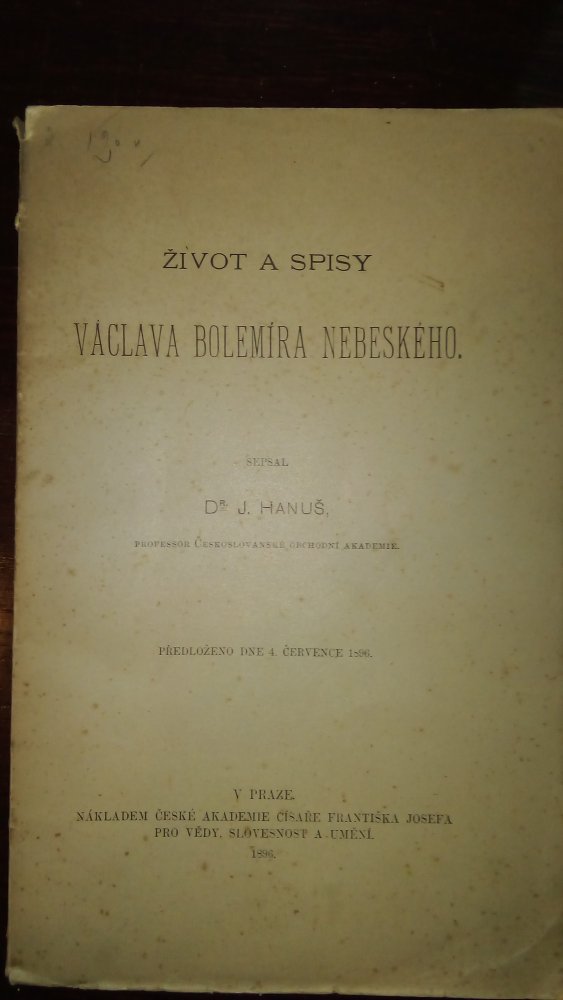 ŽIVOT A SPISY
VÁCLAVA BOLEMÍRA NEBESKÉHO.
SEPSAL
DR. J. HANUŠ,
PROFESSOR ČESKOSLOVANSKÉ OBCHODNÍ AKADEMIE.
PŘEDLOŽENO DNE 4. ČERVENCE 1896.
V PRAZE.
NÁKLADEM ČESKÉ AKADEMIE CÍSAŘE FRANTIŠKA JOSEFA
PRO VĚDY, SLOVESNOST A UMĚNÍ.
1896.